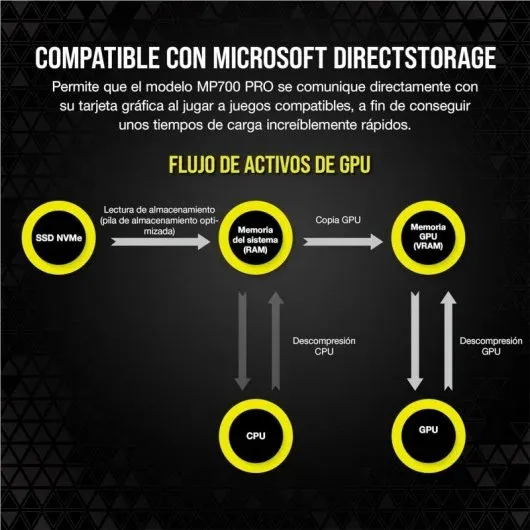 COMPATIBLE CON MICROSOFT DIRECTSTORAGE
Permite que el modelo MP700 PRO se comunique directamente con
su tarjeta gráfica al jugar a juegos compatibles, a fin de conseguir
unos tiempos de carga increíblemente rápidos.
FLUJO DE ACTIVOS DE GPU
SSD NVMe
Lectura de almacenamiento
(pila de almacenamiento opti-
mizada)
Memoria
del sistema
(RAM)
Copia GPU
Memoria
GPU
(VRAM)
Descompresión
CPU
Descompresión
GPU
CPU
GPU